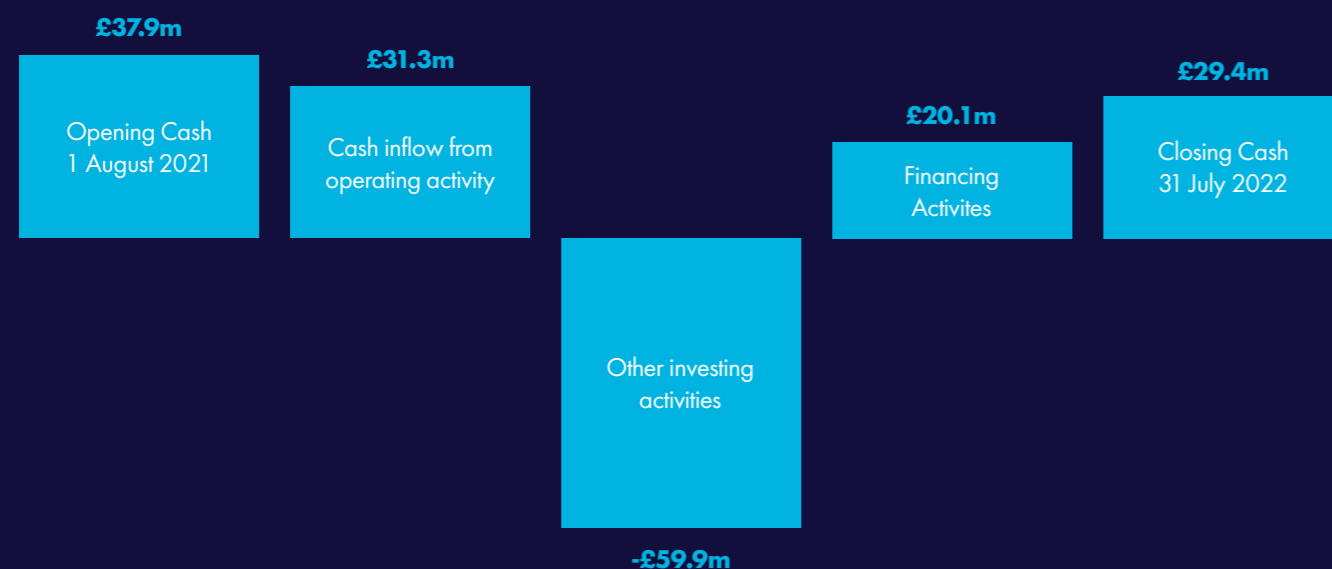 £37.9m
Opening Cash
1 August 2021
£31.3m
Cash inflow from
operating activity
Other investing
activities
-£59.9m
£20.1m
Financing
Activites
£29.4m
Closing Cash
31 July 2022